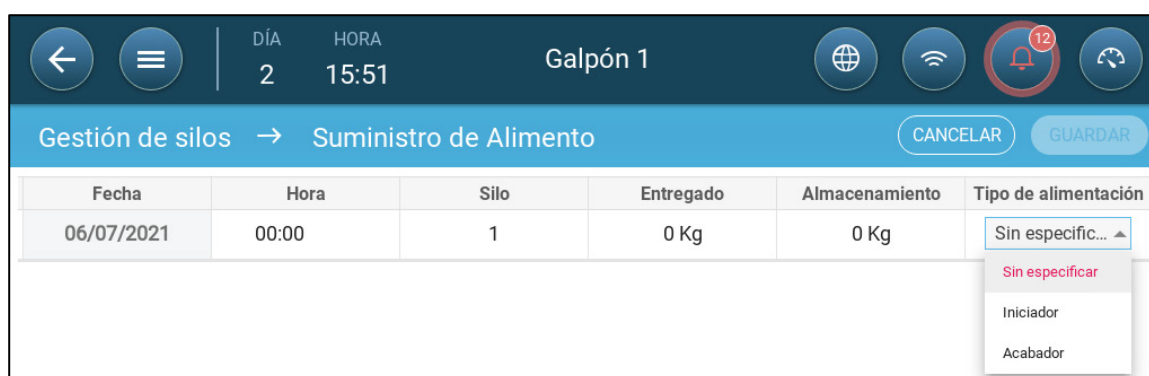 DÍA HORA
2 15:51 Galpón 1 12
Gestión de silos → Suministro de Alimento CANCELAR GUARDAR
Fecha Hora Silo Entregado Almacenamiento Tipo de alimentación
06/07/2021 00:00 1 0 Kg 0 Kg Sin especific...
Sin especificar
Iniciador
Acabador